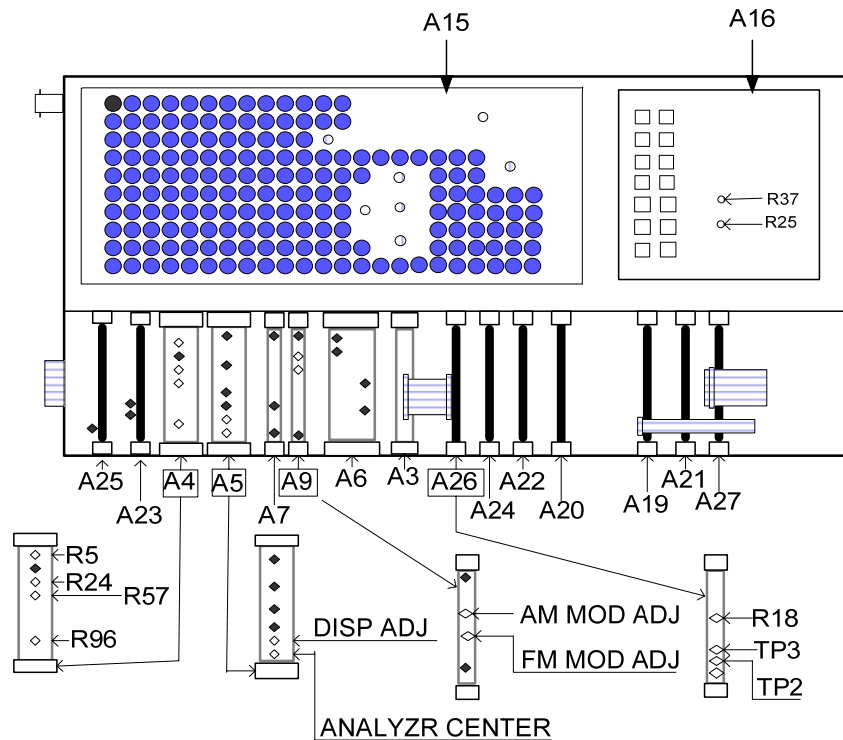 A15
A16
R37
R25
A25
A4
A5
A9
A6
A3
A26
A22
A21
A23
A7
A24
A20
A19
A27
R5
R24
R57
R96
DISP ADJ
ANALYZR CENTER
AM MOD ADJ
FM MOD ADJ
R18
TP3
TP2